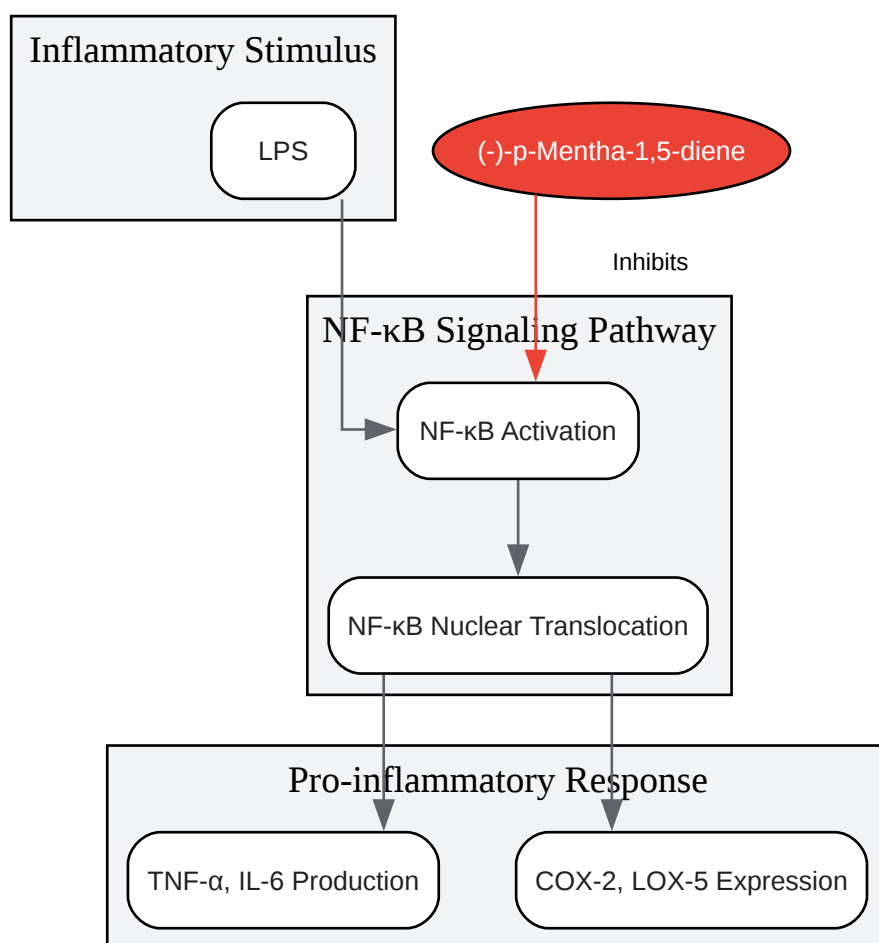 Inflammatory Stimulus
LPS
(-)-p-Mentha-1,5-diene
Inhibits
NF-κB Signaling Pathway
NF-κB Activation
NF-κB Nuclear Translocation
Pro-inflammatory Response
TNF-α, IL-6 Production
COX-2, LOX-5 Expression